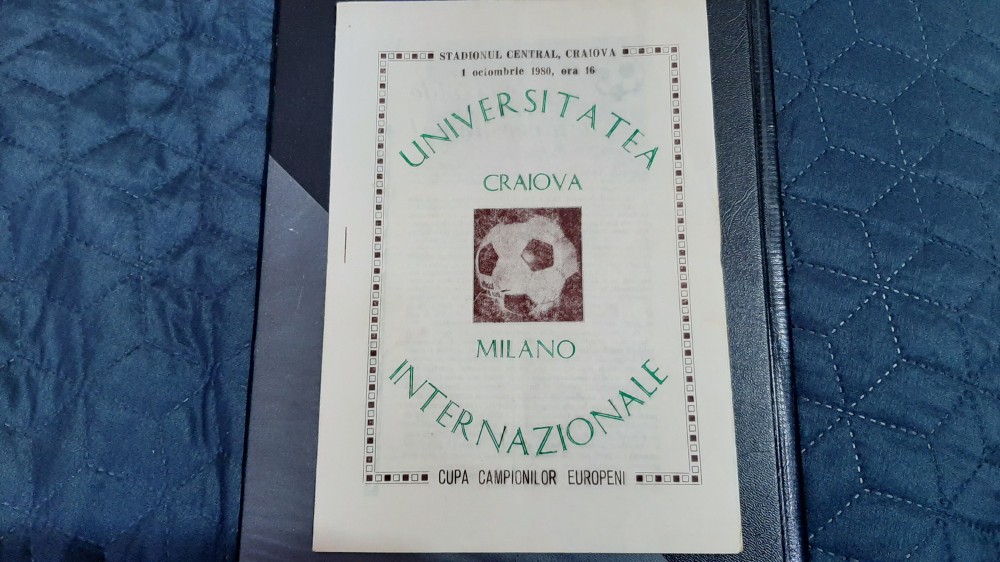 STADIONUL CENTRAL, CRAIOVA
1 octombrie 1980, ora 16
UNIVERSITATEA
CRAIOVA
MILANO
INTERNAZIONALE
CUPA CAMPIONILOR EUROPENI